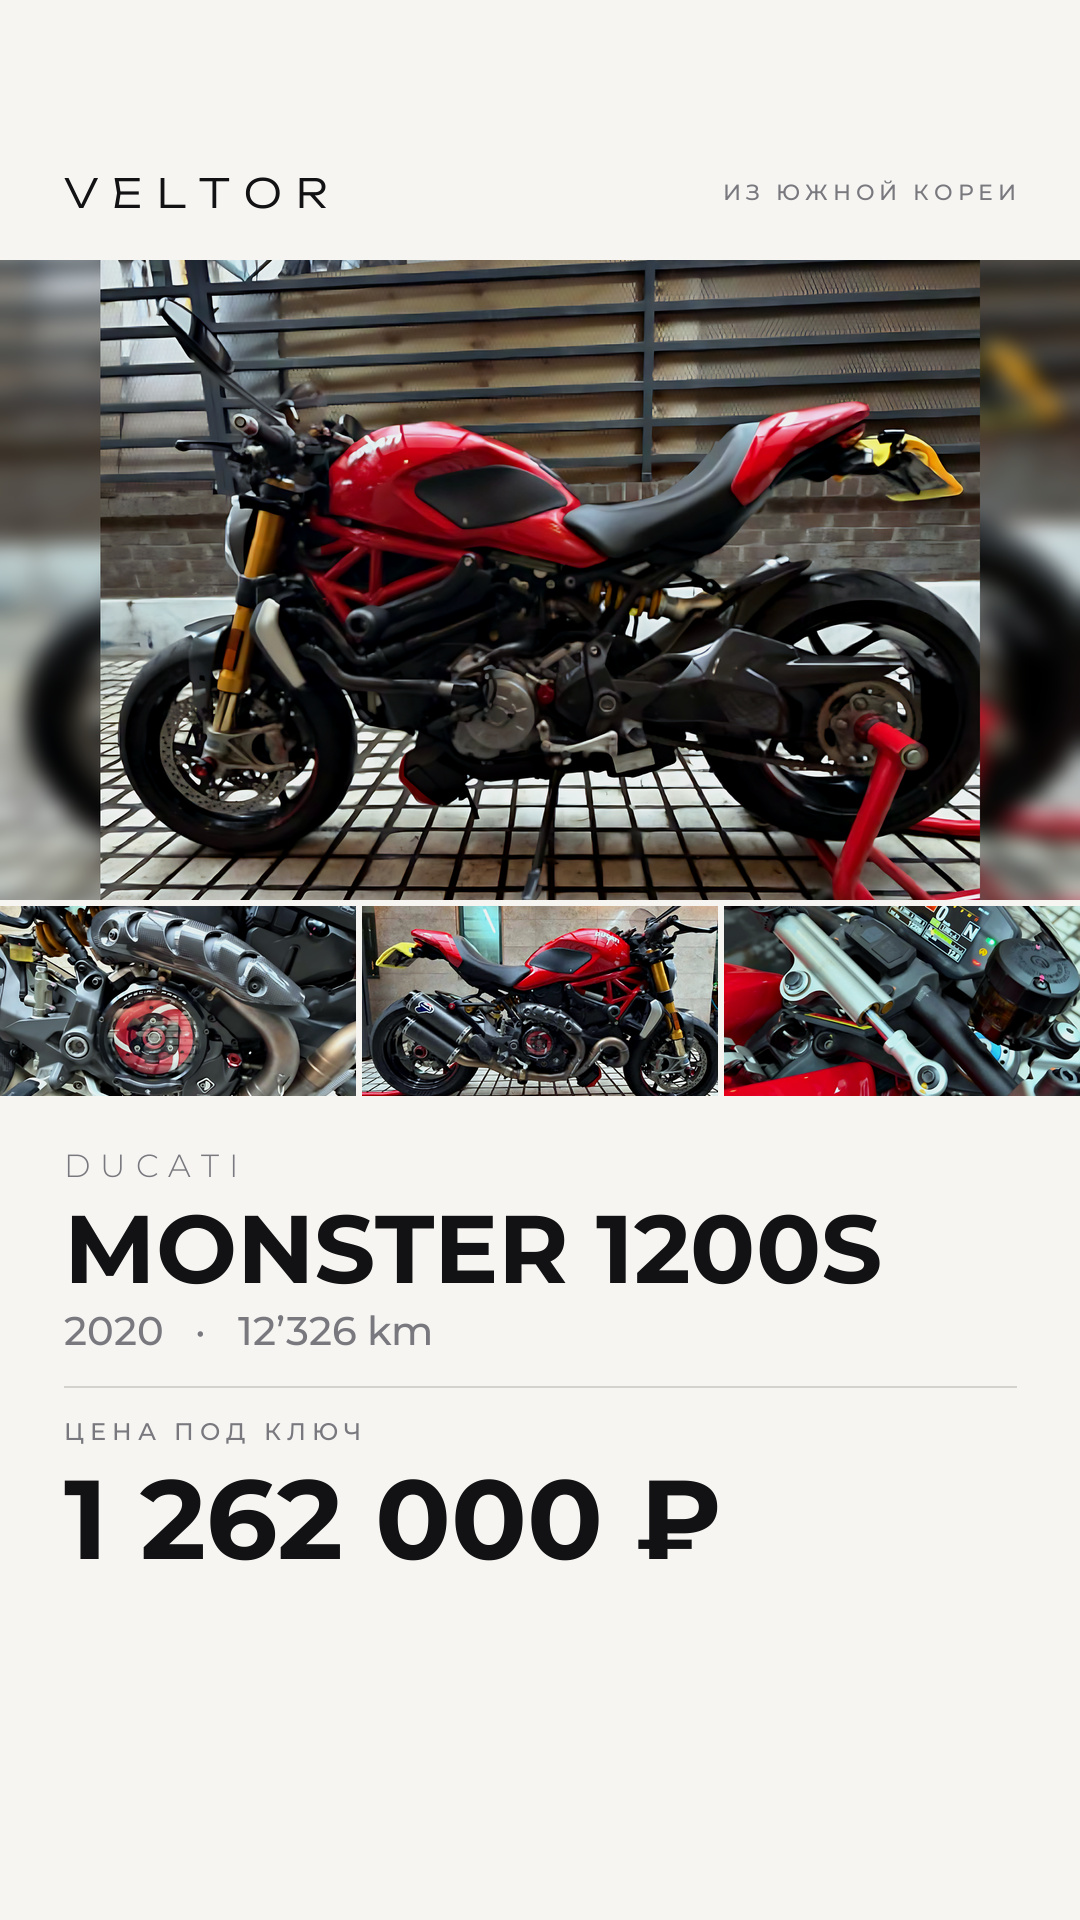 VELTOR
ИЗ ЮЖНОЙ КОРЕИ
DUCATI
MONSTER 1200S
2020 · 12’326 km
ЦЕНА ПОД КЛЮЧ
1 262 000 ₽